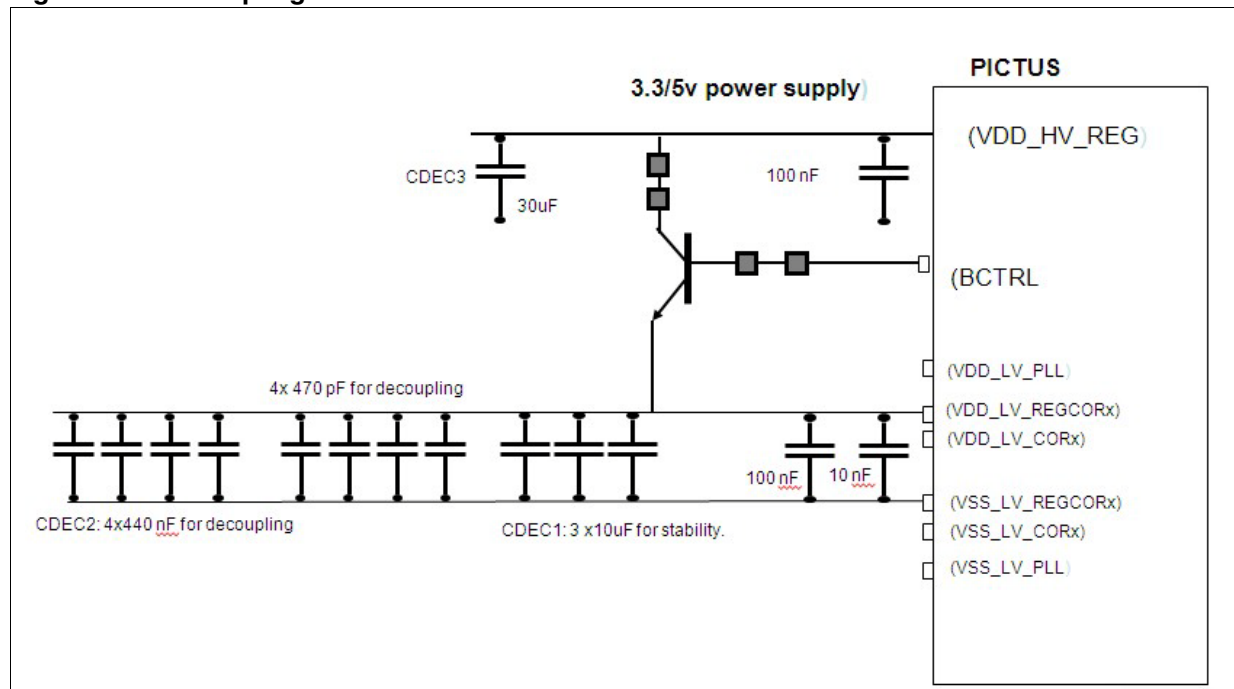 PICTUS
3.3/5v power supply)
(VDD_HV_REG)
CDEC3
100 nF
30uF
(BCTRL
(VDD_LV_PLL)
4x 470 pF for decoupling
(VDD_LV_REGCORx)
(VDD_LV_CORx)
100 nF
10 nF
(VSS_LV_REGCORx)
CDEC2: 4x440 nF for decoupling
CDEC1: 3 x10uF for stability.
(VSS_LV_CORx)
(VSS_LV_PLL)